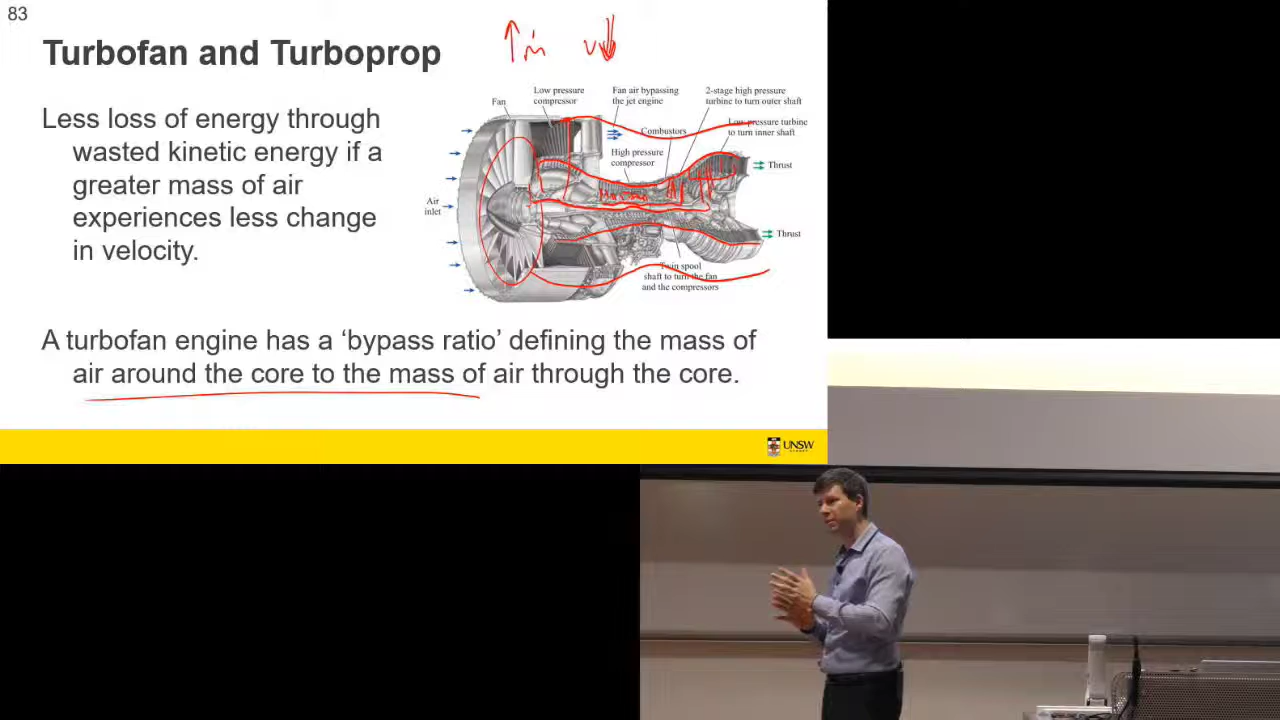 83
Turbofan and Turboprop
↑ ṁ v↓
Less loss of energy through
wasted kinetic energy if a
greater mass of air
experiences less change
in velocity.
Fan
Low pressure
compressor
Fan air bypassing
the jet engine
2-stage high pressure
turbine to turn outer shaft
Combustors
Low pressure turbine
to turn inner shaft
High pressure
compressor
Thrust
Air
inlet
Thrust
Twin spool
shaft to turn the fan
and the compressors
A turbofan engine has a ‘bypass ratio’ defining the mass of
air around the core to the mass of air through the core.
UNSW
SYDNEY